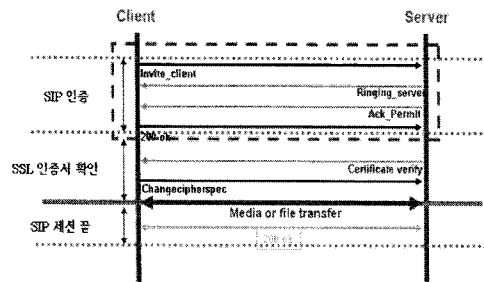 Client
Server
Invite_client
Ringing_server
SIP 인증
Ack_Permit
200 ok
SSL 인증서 확인
Certificate verify
Changecipherspec
Media or file transfer
SIP 세션 끝